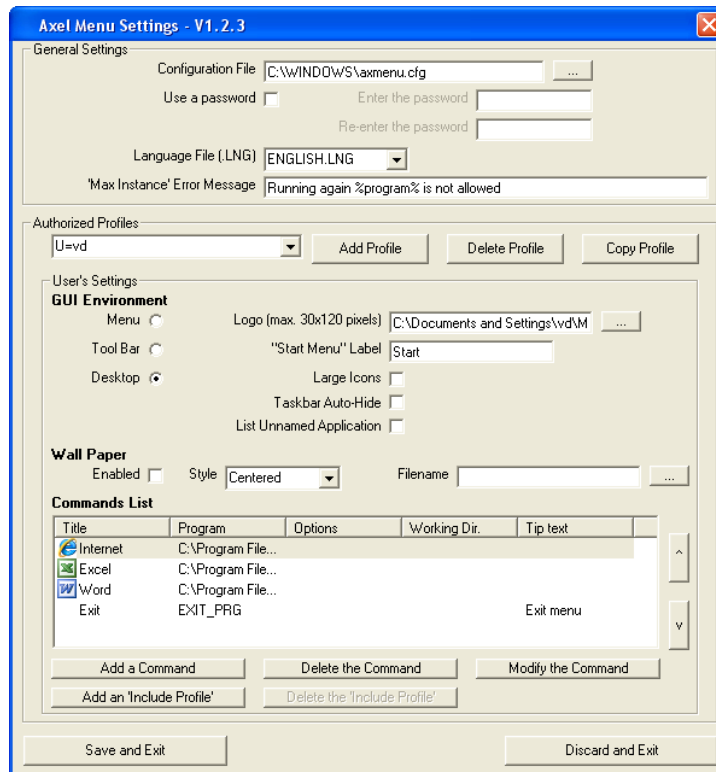 Axel Menu Settings - V1.2.3
General Settings
Configuration File C:\WINDOWS\axmenu.cfg ...
Use a password Enter the password
Re-enter the password
Language File (.LNG) ENGLISH.LNG
'Max Instance' Error Message Running again %program% is not allowed
Authorized Profiles
U=vd Add Profile Delete Profile Copy Profile
User's Settings
GUI Environment
Menu Logo (max. 30x120 pixels) C:\Documents and Settings\vd\M ...
Tool Bar "Start Menu" Label Start
Desktop Large Icons
Taskbar Auto-Hide
List Unnamed Application
Wall Paper
Enabled Style Centered Filename ...
Commands List
Title Program Options Working Dir. Tip text
Internet C:\Program File...
Excel C:\Program File...
Word C:\Program File...
Exit EXIT_PRG Exit menu
^
v
Add a Command Delete the Command Modify the Command
Add an 'Include Profile' Delete the 'Include Profile'
Save and Exit Discard and Exit